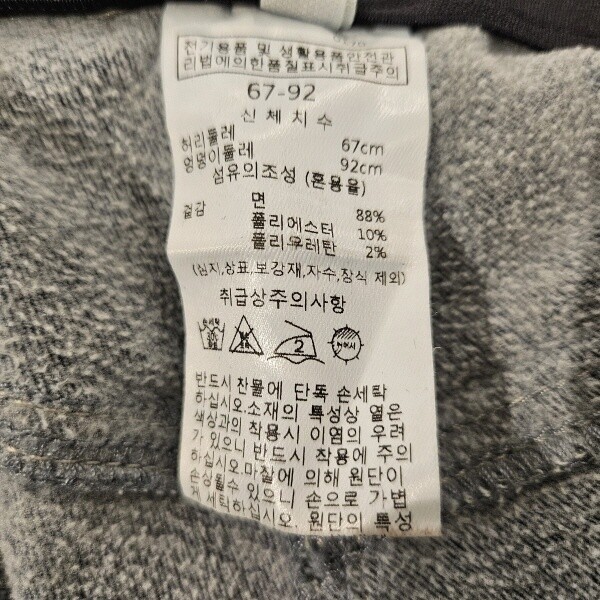 전기용품 및 생활용품안전관
리법에의한품질표시취급주의
67-92
신체치수
허리둘레 67cm
엉덩이둘레 92cm
섬유의조성 (혼용율)
겉감 면 88%
폴리에스터 10%
폴리우레탄 2%
(심지,상표,보강재,자수,장식 제외)
취급상주의사항
손세탁 2
반드시 찬물에 단독 손세탁
하십시오.소재의 특성상 옅은
색상과의 착용시 이염의 우려
가 있으니 반드시 착용에 주의
하십시오.마찰에 의해 원단이
손상될수 있으니 손으로 가볍
게 세탁하십시오. 원단의 특성